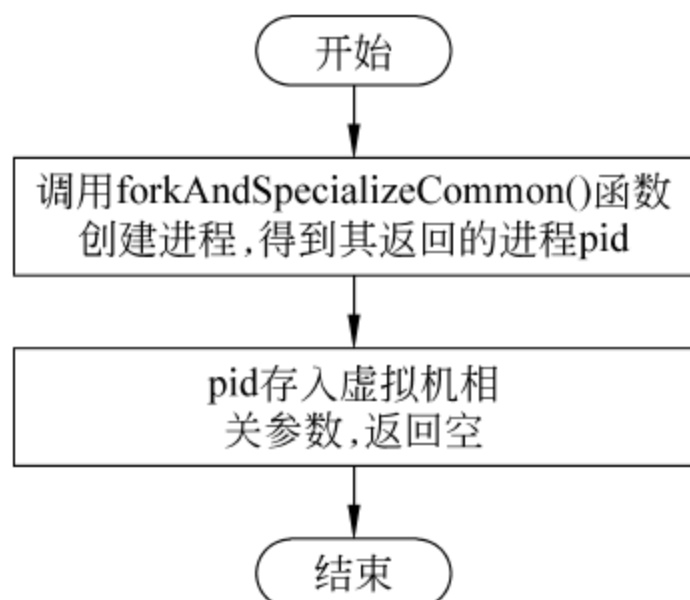 开始
调用forkAndSpecializeCommon()函数
创建进程,得到其返回的进程pid
pid存入虚拟机相
关参数,返回空
结束